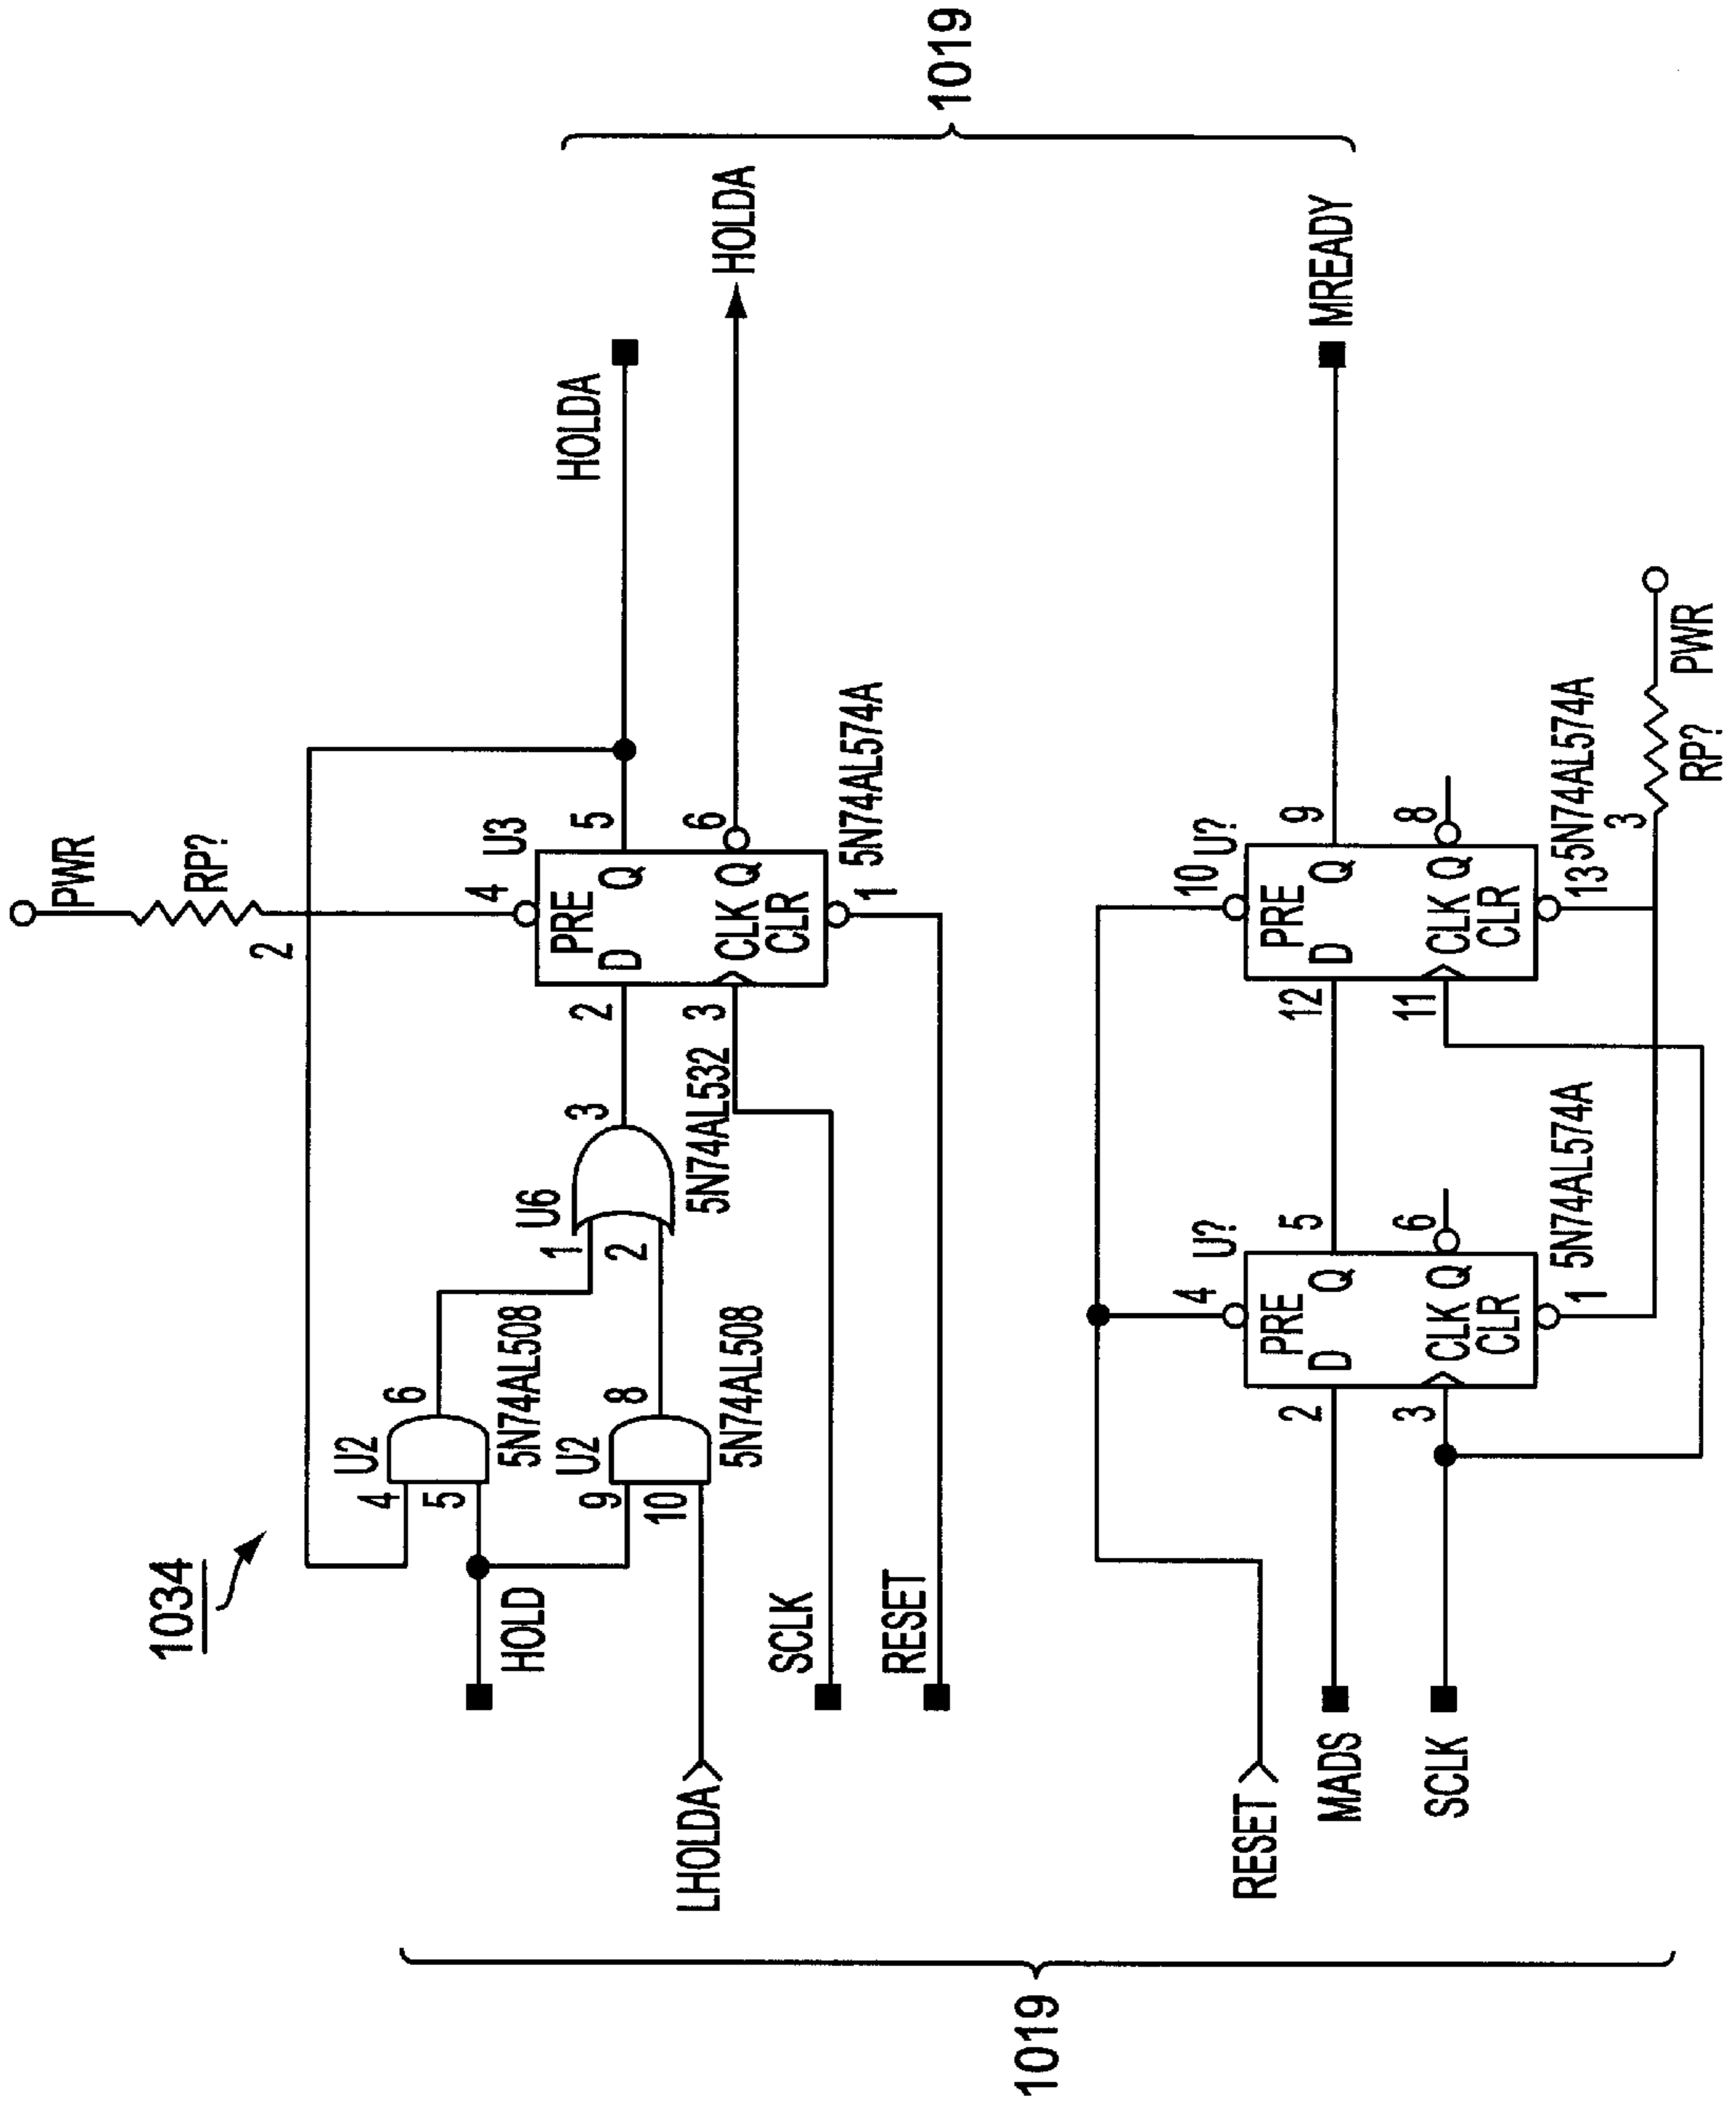 1034
PWR
RP?
2
HOLD
LHOLDA
SCLK
RESET
U2
4
5
6
5N74AL508
U2
9
10
8
5N74AL508
U6
1
2
3
5N74AL532
U3
4
2
3
5
6
1
PRE
D
Q
CLK
Q
CLR
5N74AL574A
HOLDA
HOLDA
1019
RESET
MADS
SCLK
U?
4
2
3
5
6
1
PRE
D
Q
CLK
Q
CLR
5N74AL574A
U?
10
12
11
9
8
13
PRE
D
Q
CLK
Q
CLR
5N74AL574A
3
RP?
PWR
MREADY
1019